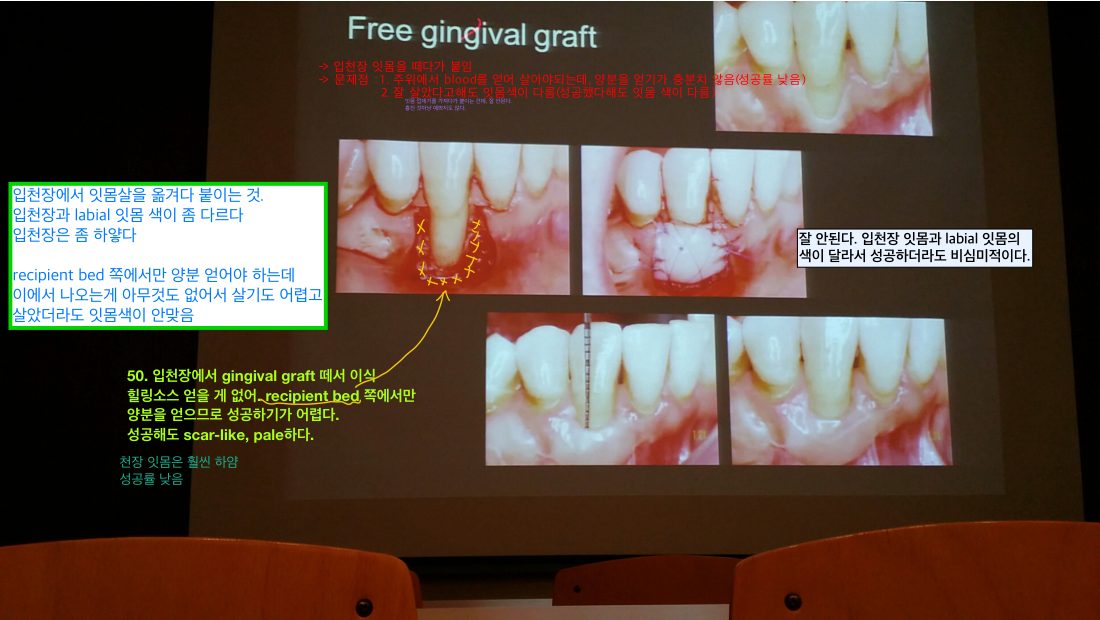 Free gingival graft
-> 입천장 잇몸을 떼다가 붙임
-> 문제점 : 1. 주위에서 blood를 얻어 살아야되는데, 양분을 얻기가 충분치 않음(성공률 낮음)
2. 잘 살았다고해도 잇몸색이 다름(성공했다해도 잇몸 색이 다름
입천장에서 잇몸살을 옮겨다 붙이는 것.
입천장과 labial 잇몸 색이 좀 다르다
입천장은 좀 하얗다
recipient bed 쪽에서만 양분 얻어야 하는데
이에서 나오는게 아무것도 없어서 살기도 어렵고
살았더라도 잇몸색이 안맞음
잘 안된다. 입천장 잇몸과 labial 잇몸의
색이 달라서 성공하더라도 비심미적이다.
50. 입천장에서 gingival graft 떼서 이식
힐링소스 얻을 게 없어. recipient bed 쪽에서만
양분을 얻으므로 성공하기가 어렵다.
성공해도 scar-like, pale하다.
천장 잇몸은 훨씬 하얌
성공률 낮음